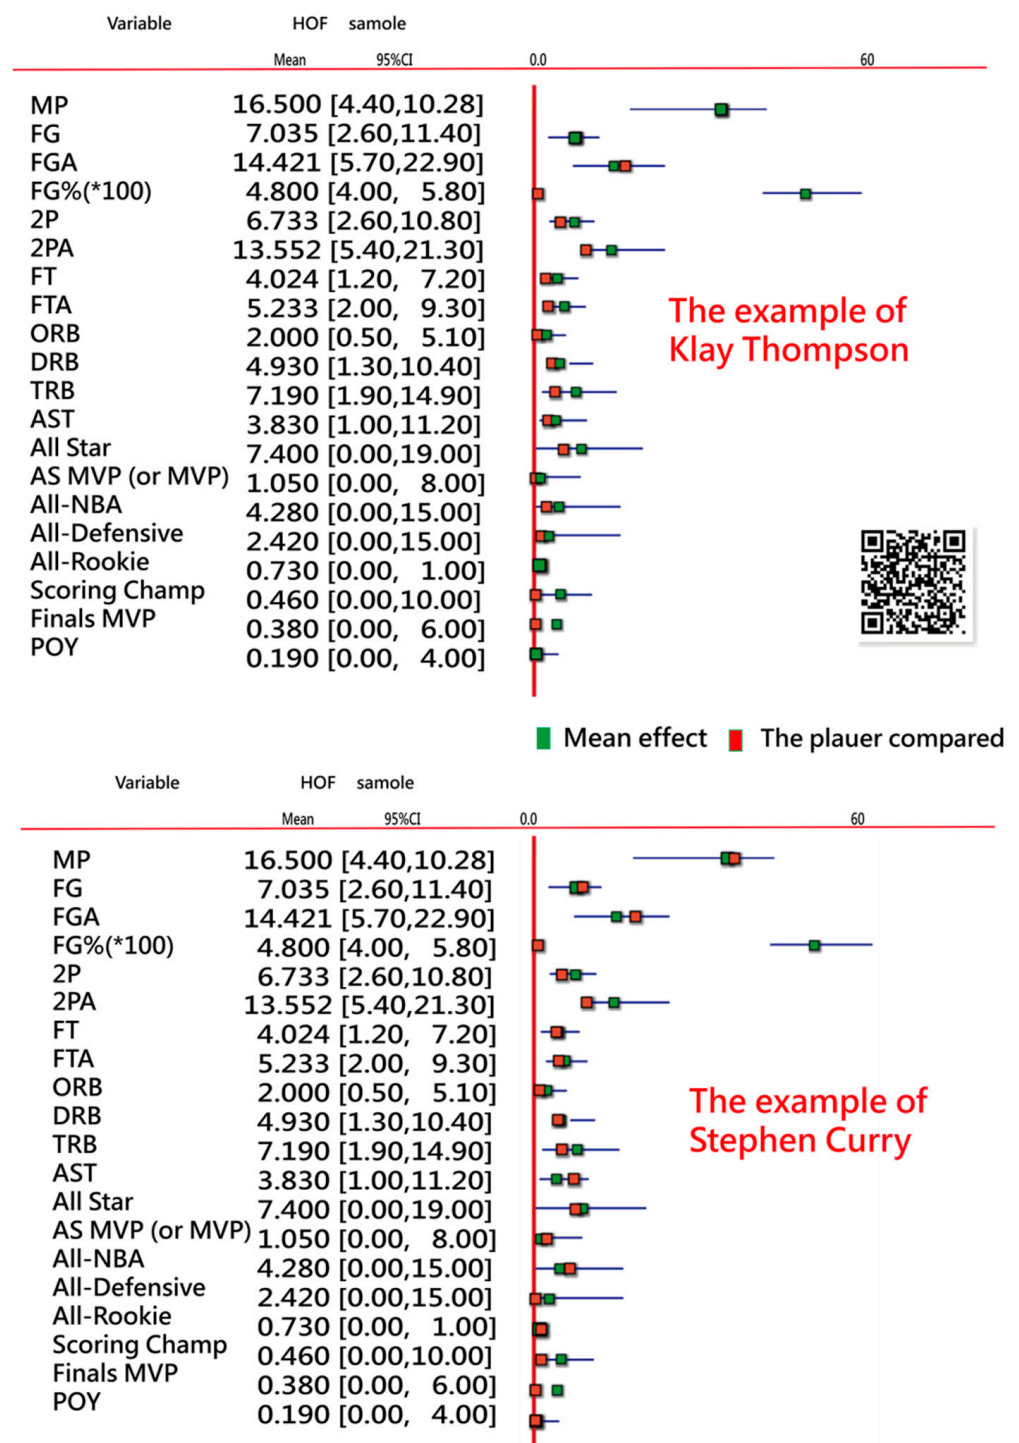 Variable HOF samole
Mean 95%CI 0.0 60
MP 16.500 [4.40,10.28]
FG 7.035 [2.60,11.40]
FGA 14.421 [5.70,22.90]
FG%(*100) 4.800 [4.00, 5.80]
2P 6.733 [2.60,10.80]
2PA 13.552 [5.40,21.30]
FT 4.024 [1.20, 7.20]
FTA 5.233 [2.00, 9.30]
ORB 2.000 [0.50, 5.10]
DRB 4.930 [1.30,10.40]
TRB 7.190 [1.90,14.90]
AST 3.830 [1.00,11.20]
All Star 7.400 [0.00,19.00]
AS MVP (or MVP) 1.050 [0.00, 8.00]
All-NBA 4.280 [0.00,15.00]
All-Defensive 2.420 [0.00,15.00]
All-Rookie 0.730 [0.00, 1.00]
Scoring Champ 0.460 [0.00,10.00]
Finals MVP 0.380 [0.00, 6.00]
POY 0.190 [0.00, 4.00]
The example of
Klay Thompson
Mean effect The plauer compared
Variable HOF samole
Mean 95%CI 0.0 60
MP 16.500 [4.40,10.28]
FG 7.035 [2.60,11.40]
FGA 14.421 [5.70,22.90]
FG%(*100) 4.800 [4.00, 5.80]
2P 6.733 [2.60,10.80]
2PA 13.552 [5.40,21.30]
FT 4.024 [1.20, 7.20]
FTA 5.233 [2.00, 9.30]
ORB 2.000 [0.50, 5.10]
DRB 4.930 [1.30,10.40]
TRB 7.190 [1.90,14.90]
AST 3.830 [1.00,11.20]
All Star 7.400 [0.00,19.00]
AS MVP (or MVP) 1.050 [0.00, 8.00]
All-NBA 4.280 [0.00,15.00]
All-Defensive 2.420 [0.00,15.00]
All-Rookie 0.730 [0.00, 1.00]
Scoring Champ 0.460 [0.00,10.00]
Finals MVP 0.380 [0.00, 6.00]
POY 0.190 [0.00, 4.00]
The example of
Stephen Curry